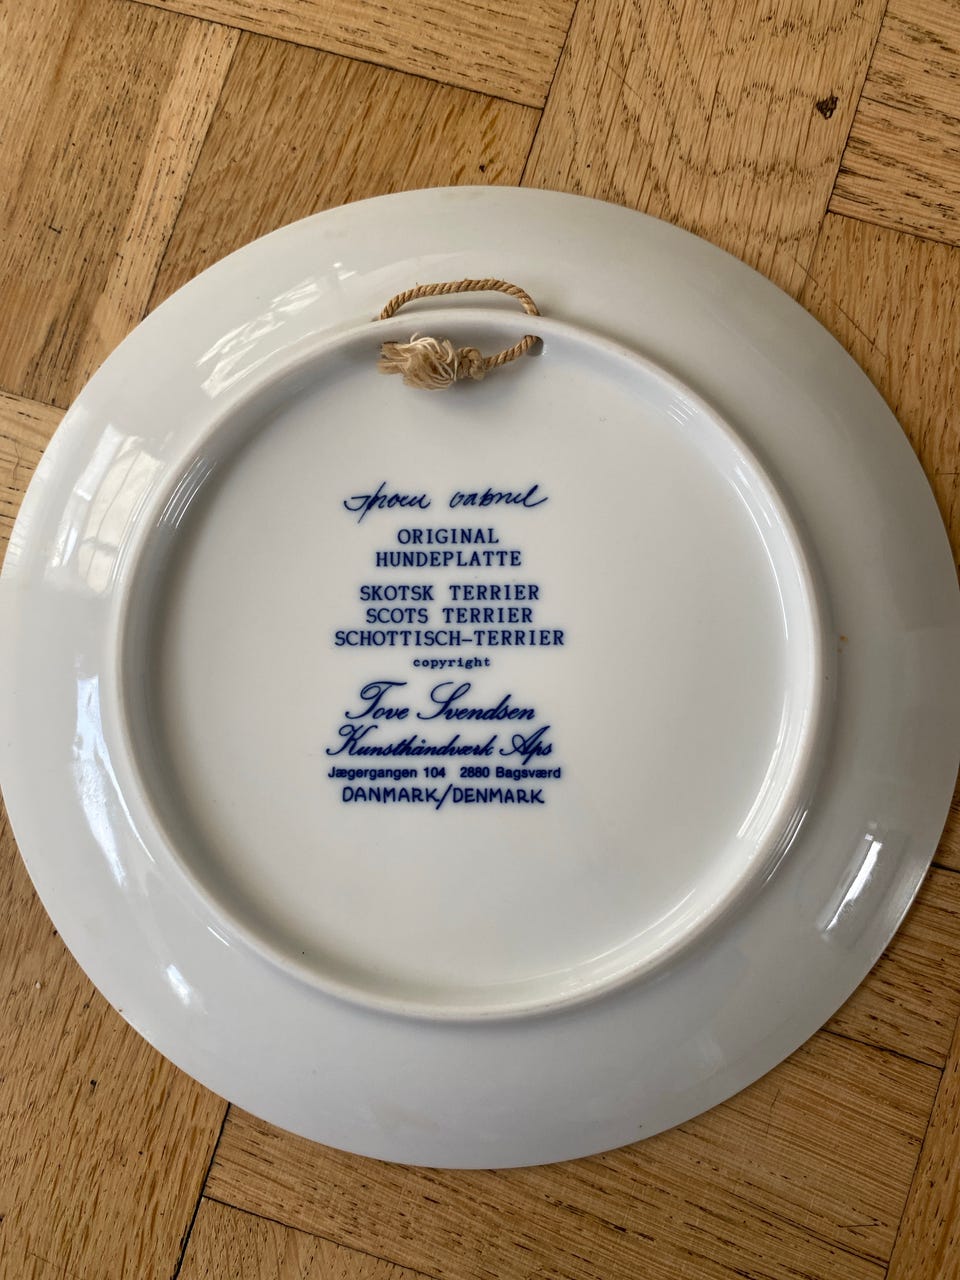 ORIGINAL
HUNDEPLATTE
SKOTSK TERRIER
SCOTS TERRIER
SCHOTTISCH-TERRIER
copyright
Tove Svendsen
Kunsthåndværk Aps
Jægergangen 104 2880 Bagsværd
DANMARK/DENMARK